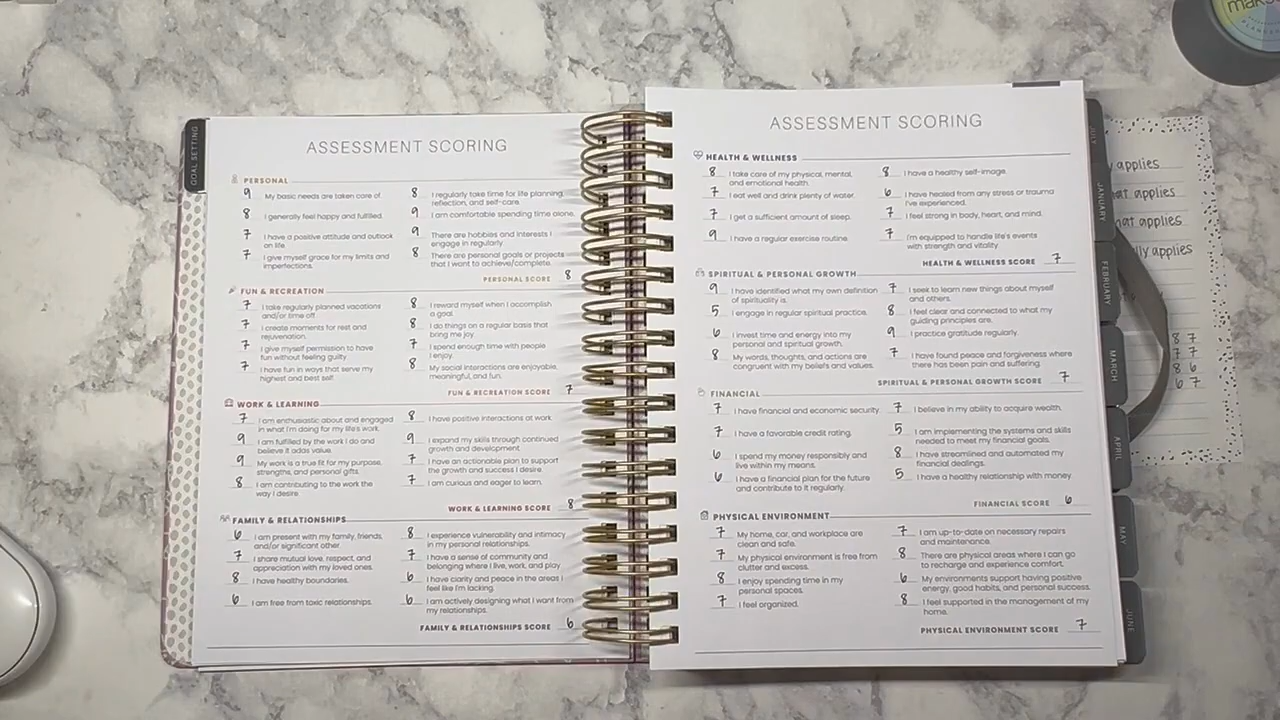 GOAL SETTING
ASSESSMENT SCORING
PERSONAL
9 My basic needs are taken care of.
8 I generally feel happy and fulfilled.
7 I have a positive attitude and outlook
on life.
7 I give myself grace for my limits and
imperfections.
8 I regularly take time for life planning,
reflection, and self-care.
9 I am comfortable spending time alone.
9 There are hobbies and interests I
engage in regularly.
8 There are personal goals or projects
that I want to achieve/complete.
PERSONAL SCORE 8
FUN & RECREATION
7 I take regularly planned vacations
and/or time off.
7 I create moments for rest and
rejuvenation.
7 I give myself permission to have
fun without feeling guilty.
7 I have fun in ways that serve my
highest and best self.
8 I reward myself when I accomplish
a goal.
8 I do things on a regular basis that
bring me joy.
7 I spend enough time with people
I enjoy.
8 My social interactions are enjoyable,
meaningful, and fun.
FUN & RECREATION SCORE 7
WORK & LEARNING
7 I am enthusiastic about and engaged
in what I'm doing for my life's work.
9 I am fulfilled by the work I do and
believe it adds value.
9 My work is a true fit for my purpose,
strengths, and personal gifts.
8 I am contributing to the work the
way I desire.
8 I have positive interactions at work.
9 I expand my skills through continued
growth and development.
7 I have an actionable plan to support
the growth and success I desire.
7 I am curious and eager to learn.
WORK & LEARNING SCORE 8
FAMILY & RELATIONSHIPS
6 I am present with my family, friends,
and/or significant other.
7 I share mutual love, respect, and
appreciation with my loved ones.
8 I have healthy boundaries.
6 I am free from toxic relationships.
8 I experience vulnerability and intimacy
in my personal relationships.
7 I have a sense of community and
belonging where I live, work, and play.
6 I have clarity and peace in the areas I
feel like I'm lacking.
6 I am actively designing what I want from
my relationships.
FAMILY & RELATIONSHIPS SCORE 6
ASSESSMENT SCORING
HEALTH & WELLNESS
8 I take care of my physical, mental,
and emotional health.
7 I eat well and drink plenty of water.
7 I get a sufficient amount of sleep.
9 I have a regular exercise routine.
8 I have a healthy self-image.
6 I have healed from any stress or trauma
I've experienced.
7 I feel strong in body, heart, and mind.
7 I'm equipped to handle life's events
with strength and vitality.
HEALTH & WELLNESS SCORE 7
SPIRITUAL & PERSONAL GROWTH
9 I have identified what my own definition
of spirituality is.
5 I engage in regular spiritual practice.
6 I invest time and energy into my
personal and spiritual growth.
8 My words, thoughts, and actions are
congruent with my beliefs and values.
7 I seek to learn new things about myself
and others.
8 I feel clear and connected to what my
guiding principles are.
9 I practice gratitude regularly.
7 I have found peace and forgiveness where
there has been pain and suffering.
SPIRITUAL & PERSONAL GROWTH SCORE 7
FINANCIAL
7 I have financial and economic security.
7 I have a favorable credit rating.
6 I spend my money responsibly and
live within my means.
6 I have a financial plan for the future
and contribute to it regularly.
7 I believe in my ability to acquire wealth.
5 I am implementing the systems and skills
needed to meet my financial goals.
8 I have streamlined and automated my
financial dealings.
5 I have a healthy relationship with money.
FINANCIAL SCORE 6
PHYSICAL ENVIRONMENT
7 My home, car, and workplace are
clean and safe.
7 My physical environment is free from
clutter and excess.
8 I enjoy spending time in my
personal spaces.
7 I feel organized.
7 I am up-to-date on necessary repairs
and maintenance.
8 There are physical areas where I can go
to recharge and experience comfort.
6 My environments support having positive
energy, good habits, and personal success.
8 I feel supported in the management of my
home.
PHYSICAL ENVIRONMENT SCORE 7
JULY
JANUARY
FEBRUARY
MARCH
APRIL
MAY
JUNE
applies
applies
applies
applies
8 7
7 7
8 6
6 7